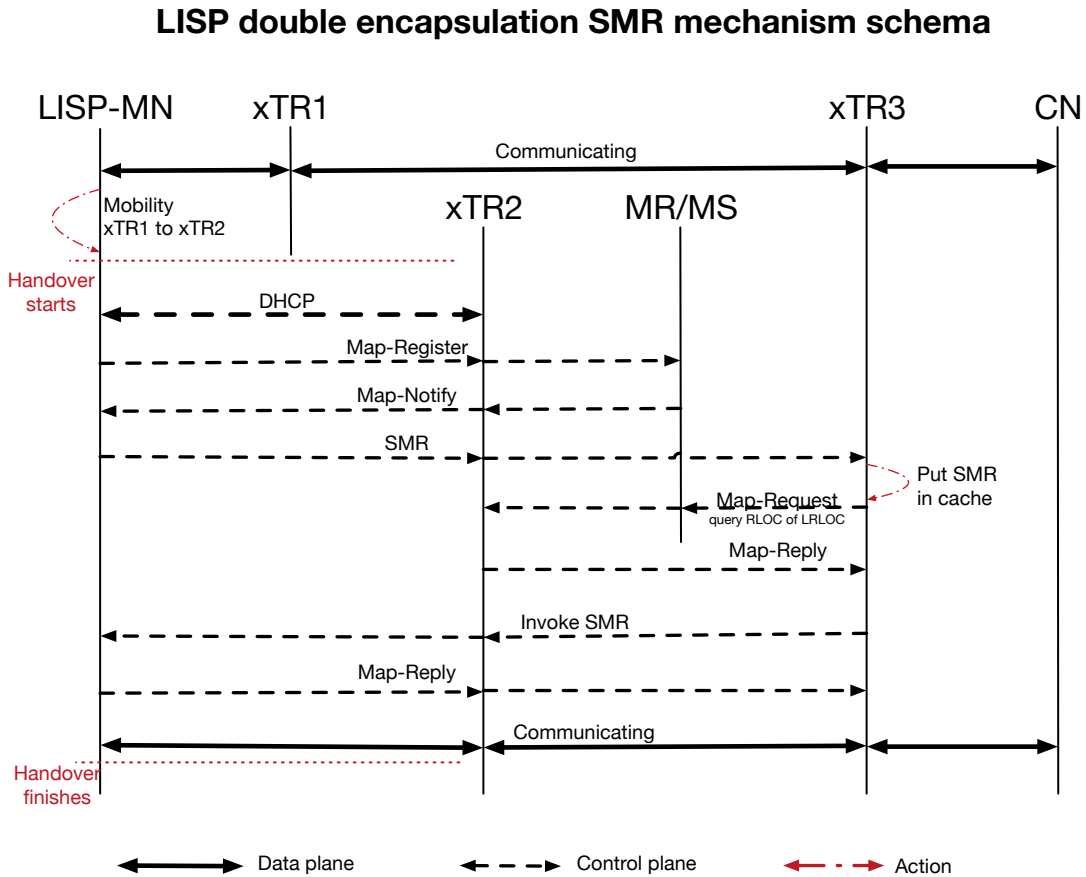 LISP double encapsulation SMR mechanism schema
LISP-MN
xTR1
xTR3
CN
Communicating
Mobility
xTR1 to xTR2
xTR2
MR/MS
Handover
starts
DHCP
Map-Register
Map-Notify
SMR
Put SMR
in cache
Map-Request
query RLOC of LRLOC
Map-Reply
Invoke SMR
Map-Reply
Communicating
Handover
finishes
Data plane
Control plane
Action